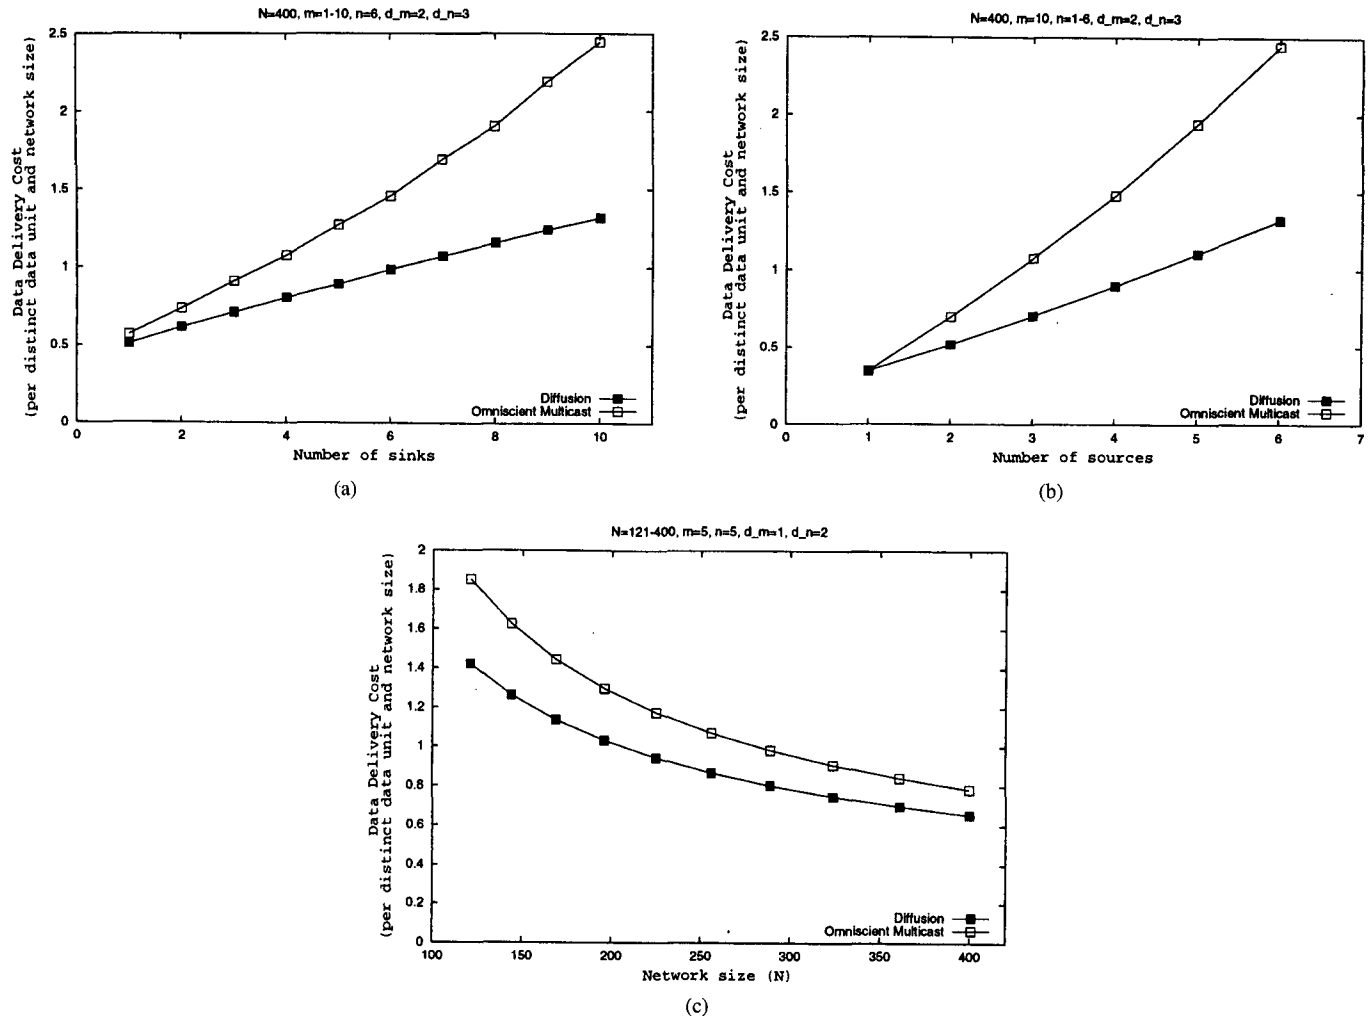 N=400, m=1-10, n=6, d_m=2, d_n=3
Data Delivery Cost
(per distinct data unit and network size)
2.5
2
1.5
1
0.5
0
Diffusion
Omniscient Multicast
0 2 4 6 8 10
Number of sinks
(a)
N=400, m=10, n=1-6, d_m=2, d_n=3
Data Delivery Cost
(per distinct data unit and network size)
2.5
2
1.5
1
0.5
0
Diffusion
Omniscient Multicast
0 1 2 3 4 5 6 7
Number of sources
(b)
N=121-400, m=5, n=5, d_m=1, d_n=2
Data Delivery Cost
(per distinct data unit and network size)
2
1.8
1.6
1.4
1.2
1
0.8
0.6
0.4
0.2
0
Diffusion
Omniscient Multicast
100 150 200 250 300 350 400
Network size (N)
(c)